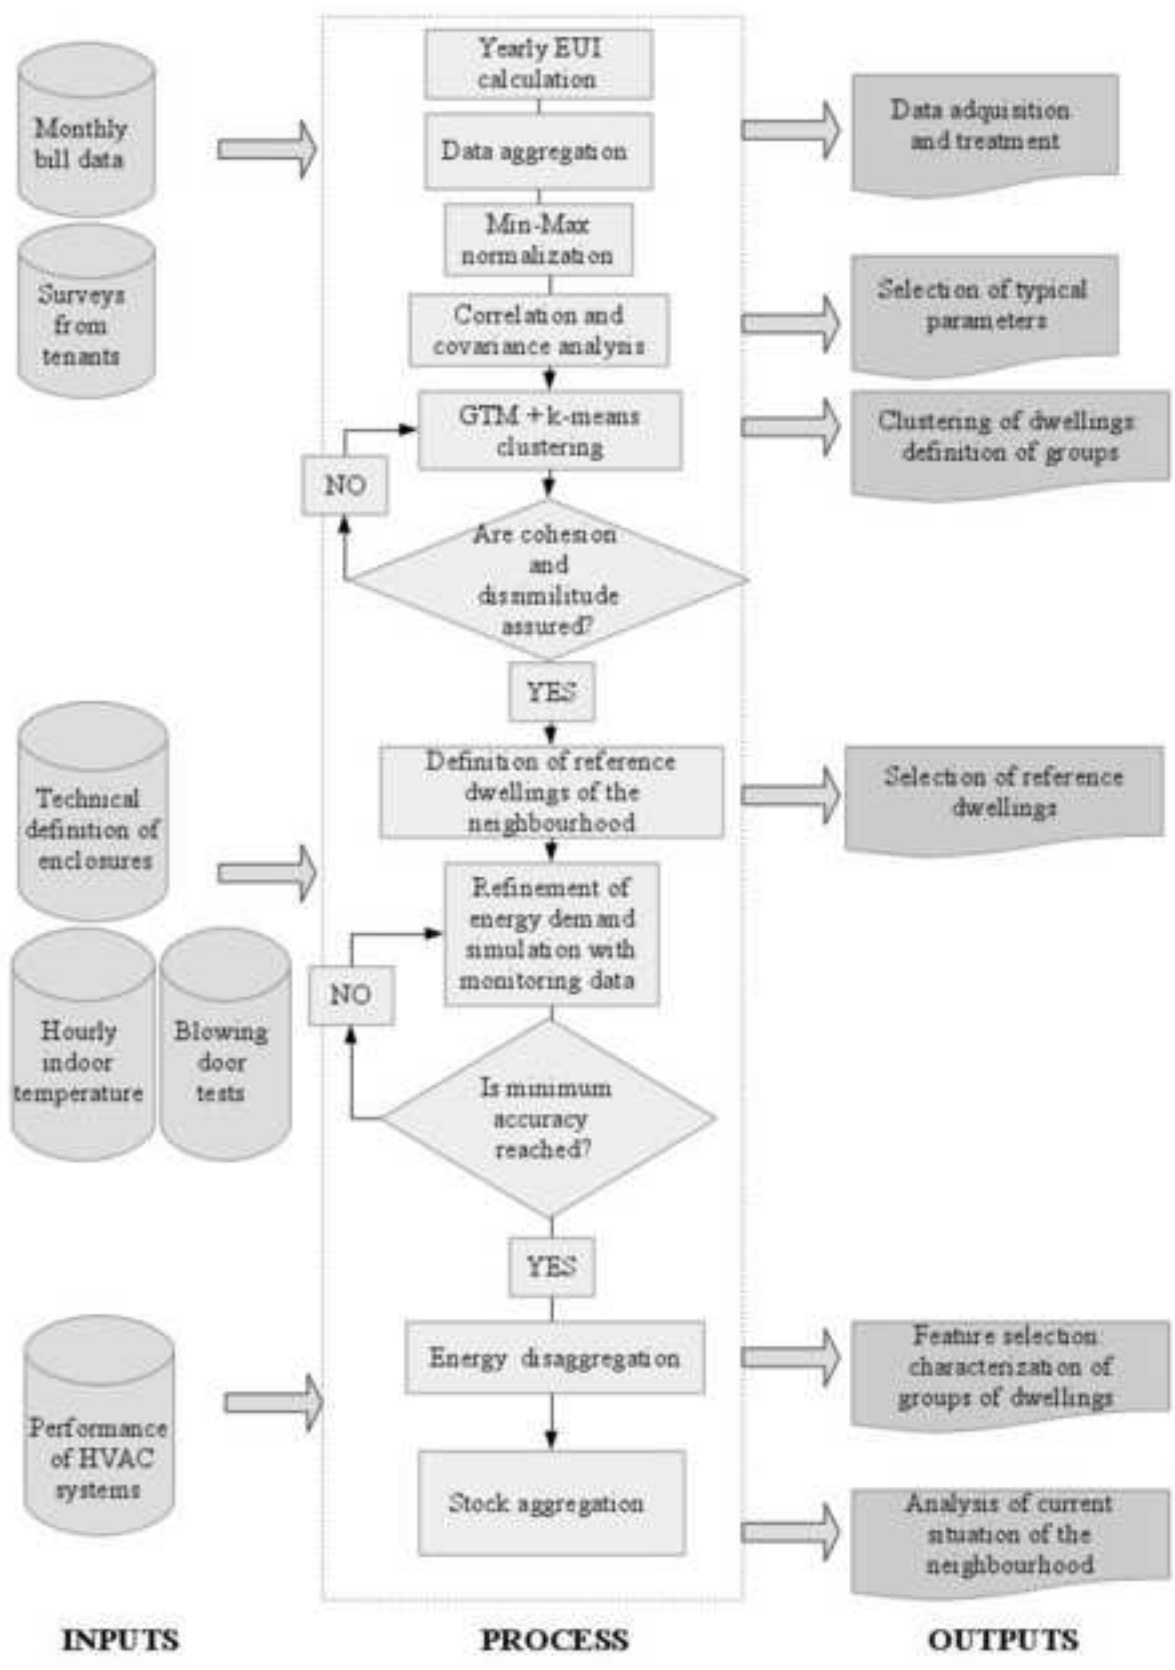 Monthly
bill data
Surveys
from
tenants
Technical
definition of
enclosures
Hourly
indoor
temperature
Blowing
door
tests
Performance
of HVAC
systems
INPUTS
Yearly EUI
calculation
Data aggregation
Min-Max
normalization
Correlation and
covariance analysis
GTM + k-means
clustering
NO
Are cohesion
and
dissimilitude
assured?
YES
Definition of reference
dwellings of the
neighbourhood
Refinement of
energy demand
simulation with
monitoring data
NO
Is minimum
accuracy
reached?
YES
Energy disaggregation
Stock aggregation
PROCESS
Data adquisition
and treatment
Selection of typical
parameters
Clustering of dwellings:
definition of groups
Selection of reference
dwellings
Feature selection:
characterization of
groups of dwellings
Analysis of current
situation of the
neighbourhood
OUTPUTS